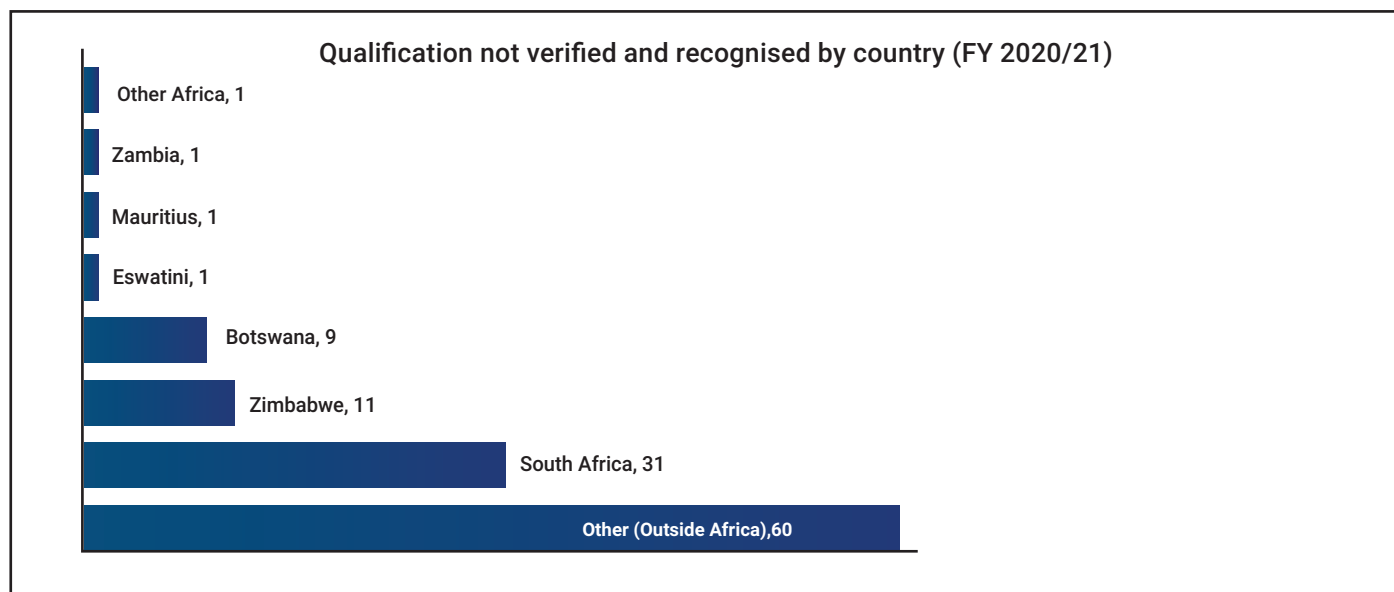 Qualification not verified and recognised by country (FY 2020/21)
Other Africa, 1
Zambia, 1
Mauritius, 1
Eswatini, 1
Botswana, 9
Zimbabwe, 11
South Africa, 31
Other (Outside Africa),60